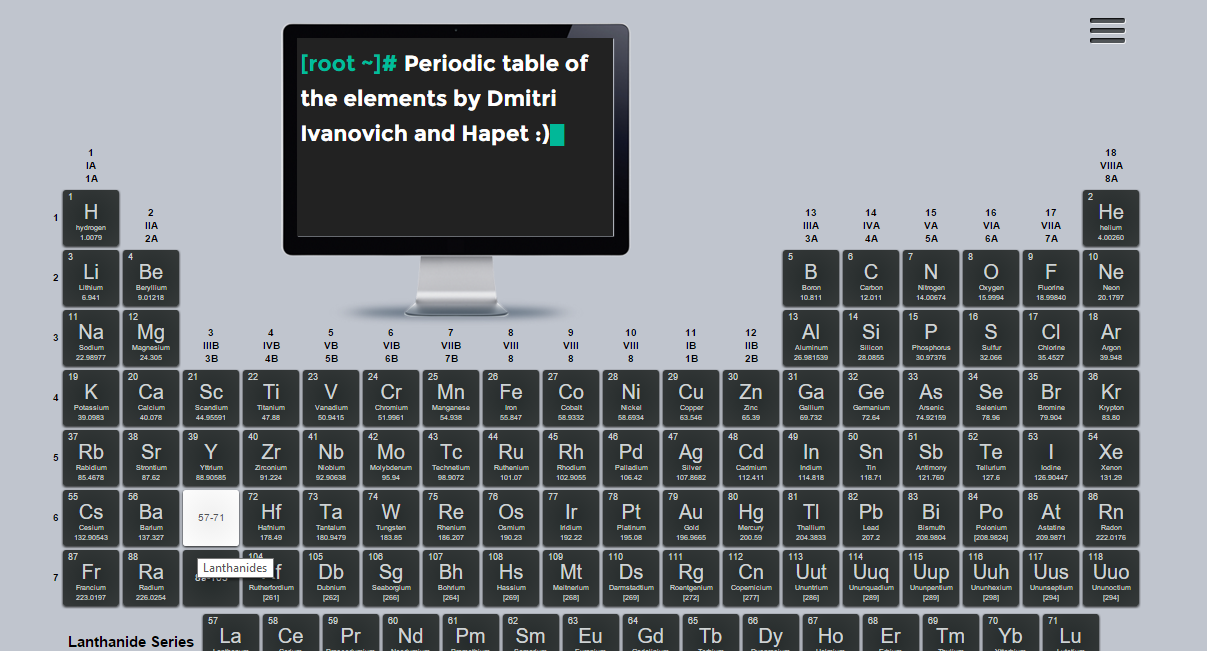 [root ~]# Periodic table of
the elements by Dmitri
Ivanovich and Hapet :)
1
IA
1A
18
VIIIA
8A
1
1
H
hydrogen
1.0079
2
IIA
2A
13
IIIA
3A
14
IVA
4A
15
VA
5A
16
VIA
6A
17
VIIA
7A
2
He
helium
4.00260
2
3
Li
Lithium
6.941
4
Be
Beryllium
9.01218
5
B
Boron
10.811
6
C
Carbon
12.011
7
N
Nitrogen
14.00674
8
O
Oxygen
15.9994
9
F
Fluorine
18.99840
10
Ne
Neon
20.1797
3
11
Na
Sodium
22.98977
12
Mg
Magnesium
24.305
3
IIIB
3B
4
IVB
4B
5
VB
5B
6
VIB
6B
7
VIIB
7B
8
VIII
8
9
VIII
8
10
VIII
8
11
IB
1B
12
IIB
2B
13
Al
Aluminum
26.981539
14
Si
Silicon
28.0855
15
P
Phosphorus
30.97376
16
S
Sulfur
32.066
17
Cl
Chlorine
35.4527
18
Ar
Argon
39.948
4
19
K
Potassium
39.0983
20
Ca
Calcium
40.078
21
Sc
Scandium
44.95591
22
Ti
Titanium
47.88
23
V
Vanadium
50.9415
24
Cr
Chromium
51.9961
25
Mn
Manganese
54.938
26
Fe
Iron
55.847
27
Co
Cobalt
58.9332
28
Ni
Nickel
58.6934
29
Cu
Copper
63.546
30
Zn
Zinc
65.39
31
Ga
Gallium
69.732
32
Ge
Germanium
72.64
33
As
Arsenic
74.92159
34
Se
Selenium
78.96
35
Br
Bromine
79.904
36
Kr
Krypton
83.80
5
37
Rb
Rabidium
85.4678
38
Sr
Strontium
87.62
39
Y
Yttrium
88.90585
40
Zr
Zirconium
91.224
41
Nb
Niobium
92.90638
42
Mo
Molybdenum
95.94
43
Tc
Technetium
98.9072
44
Ru
Ruthenium
101.07
45
Rh
Rhodium
102.9055
46
Pd
Palladium
106.42
47
Ag
Silver
107.8682
48
Cd
Cadmium
112.411
49
In
Indium
114.818
50
Sn
Tin
118.71
51
Sb
Antimony
121.760
52
Te
Tellurium
127.6
53
I
Iodine
126.90447
54
Xe
Xenon
131.29
6
55
Cs
Cesium
132.90543
56
Ba
Barium
137.327
57-71
72
Hf
Hafnium
178.49
73
Ta
Tantalum
180.9479
74
W
Tungsten
183.85
75
Re
Rhenium
186.207
76
Os
Osmium
190.23
77
Ir
Iridium
192.22
78
Pt
Platinum
195.08
79
Au
Gold
196.9665
80
Hg
Mercury
200.59
81
Tl
Thallium
204.3833
82
Pb
Lead
207.2
83
Bi
Bismuth
208.9804
84
Po
Polonium
[208.9824]
85
At
Astatine
209.9871
86
Rn
Radon
222.0176
7
87
Fr
Francium
223.0197
88
Ra
Radium
226.0254
Lanthanides
104
Rutherfordium
[261]
105
Db
Dubnium
[262]
106
Sg
Seaborgium
[266]
107
Bh
Bohrium
[264]
108
Hs
Hassium
[269]
109
Mt
Meitnerium
[268]
110
Ds
Darmstadtium
[269]
111
Rg
Roentgenium
[272]
112
Cn
Copernicium
[277]
113
Uut
Ununtrium
[286]
114
Uuq
Ununquadium
[289]
115
Uup
Ununpentium
[289]
116
Uuh
Ununhexium
[298]
117
Uus
Ununseptium
[294]
118
Uuo
Ununoctium
[294]
Lanthanide Series
57
La
58
Ce
59
Pr
60
Nd
61
Pm
62
Sm
63
Eu
64
Gd
65
Tb
66
Dy
67
Ho
68
Er
69
Tm
70
Yb
71
Lu